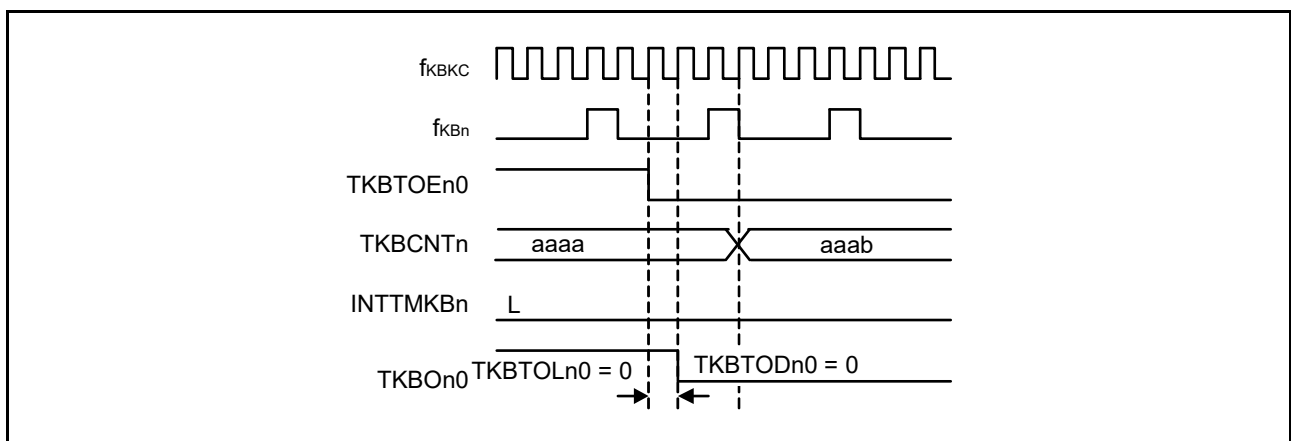 fKBKC
fKBn
TKBTOEn0
TKBCNTn aaaa aaab
INTTMKBn L
TKBOn0 TKBTOLn0 = 0 TKBTODn0 = 0